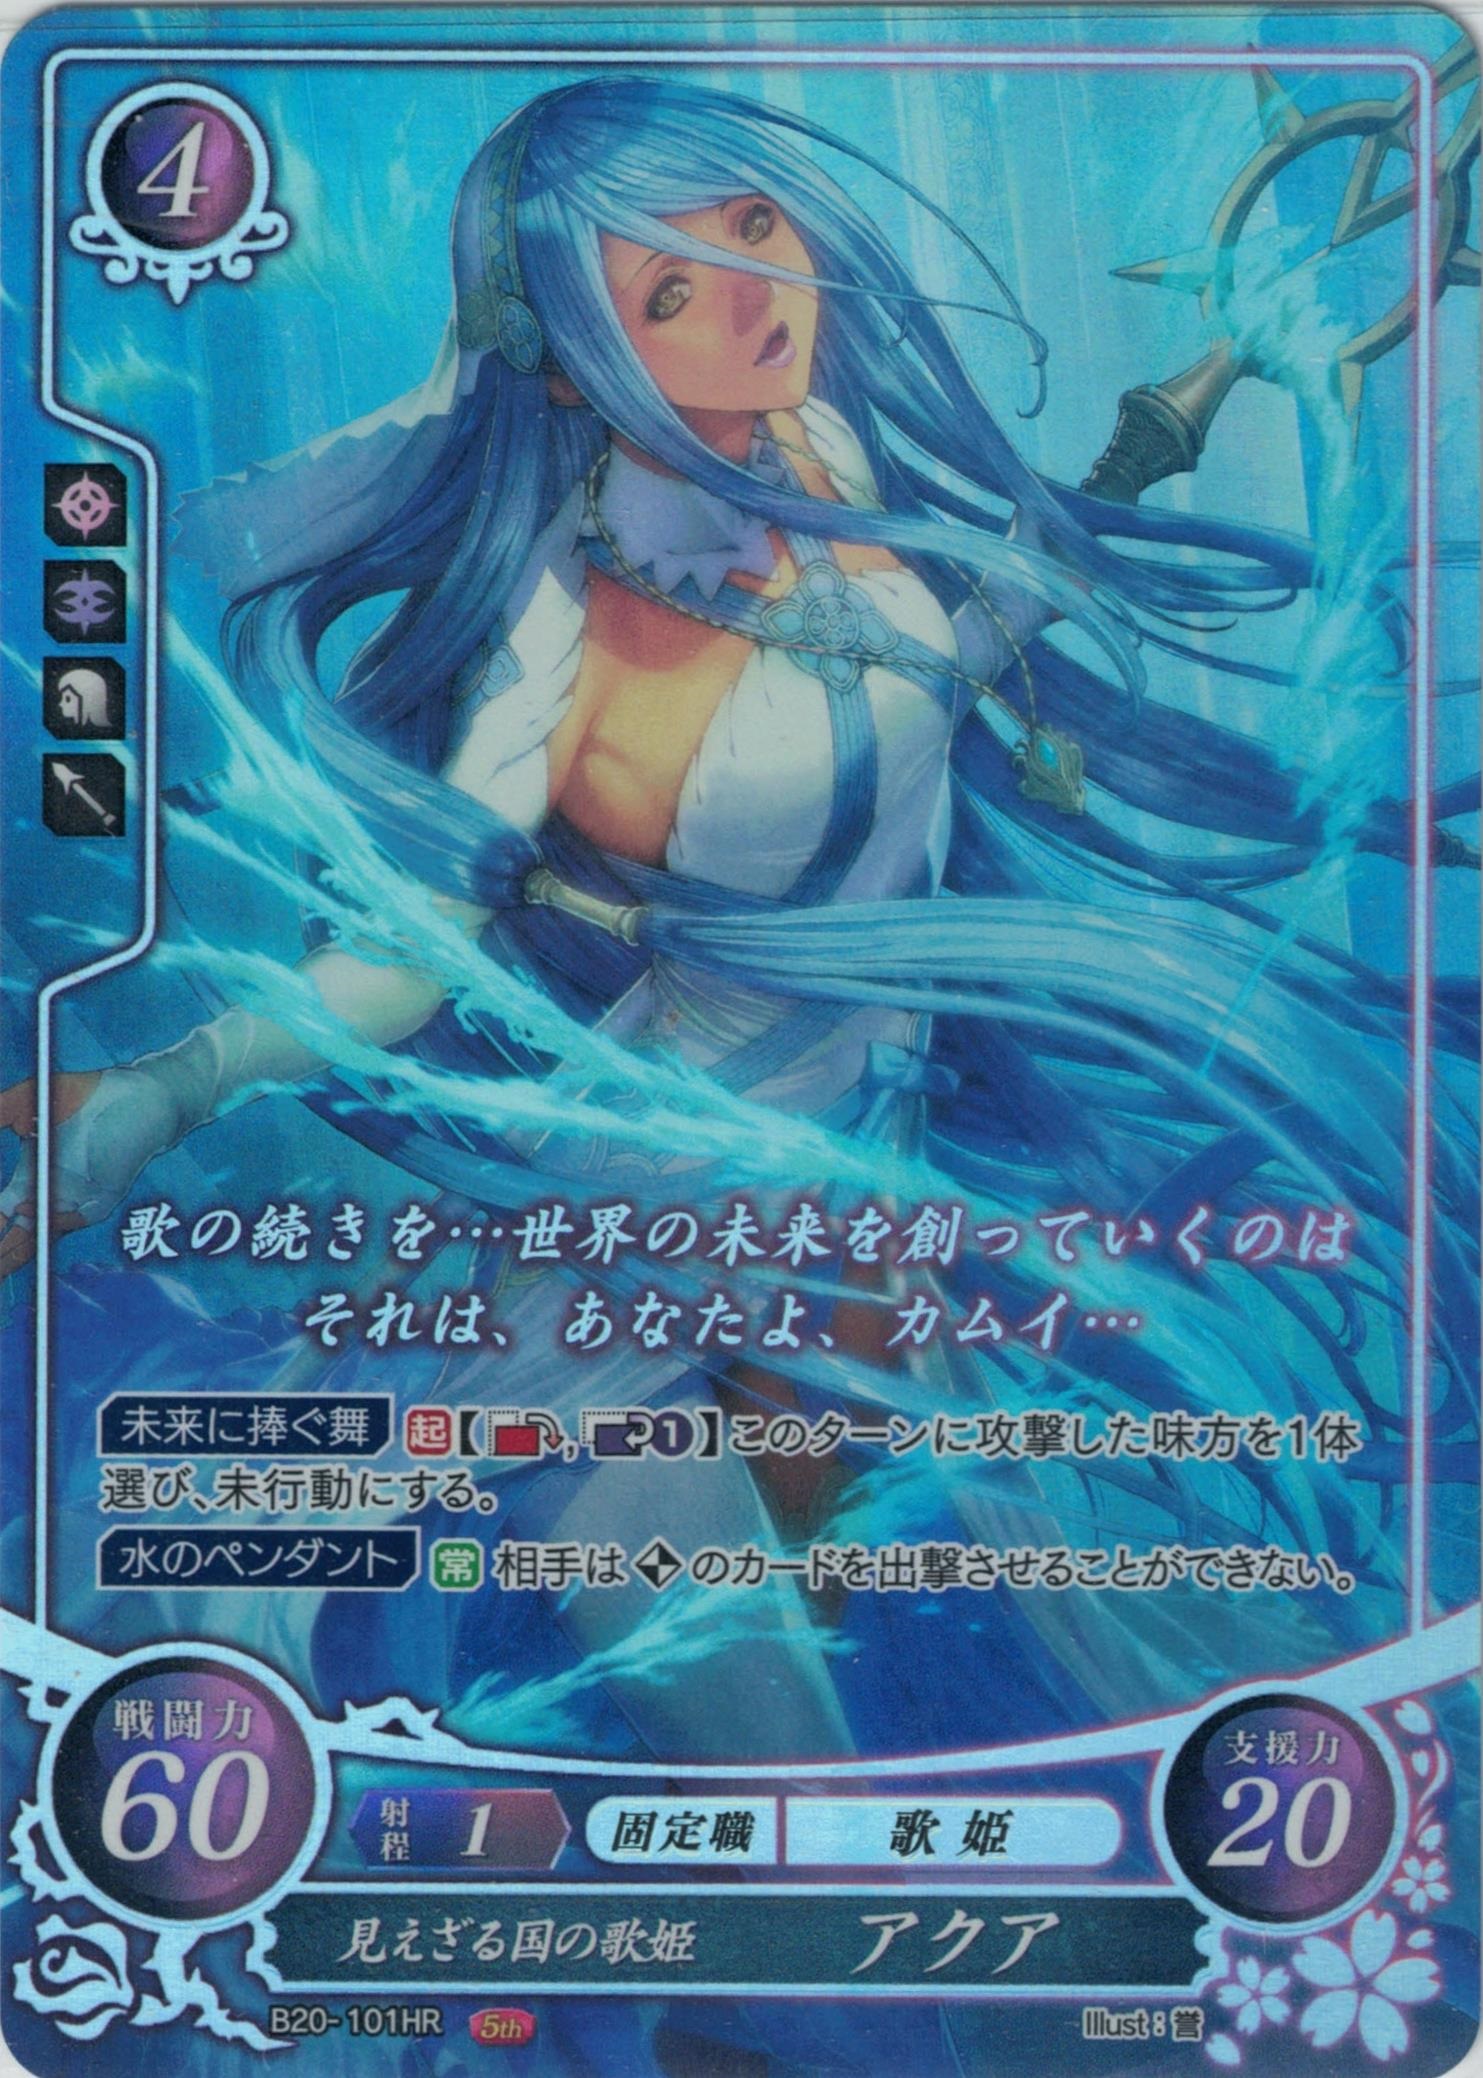 4
歌の続きを…世界の未来を創っていくのは
それは、あなたよ、カムイ…
未来に捧ぐ舞 起【 , 1】このターンに攻撃した味方を1体
選び、未行動にする。
水のペンダント 常 相手は のカードを出撃させることができない。
戦闘力
60
射程 1
固定職 歌姫
支援力
20
見えざる国の歌姫 アクア
B20-101HR 5th
Illust:誉